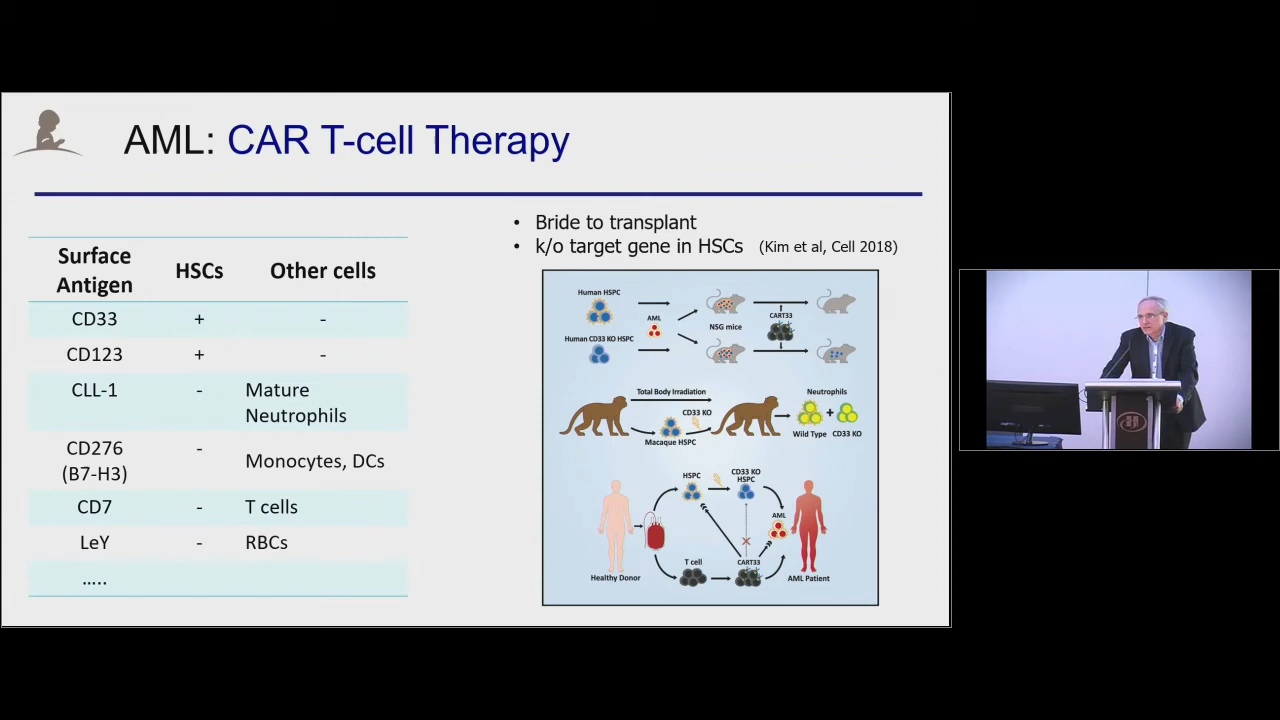 AML: CAR T-cell Therapy
Surface
Antigen
HSCs
Other cells
CD33 + -
CD123 + -
CLL-1 - Mature
Neutrophils
CD276
(B7-H3)
- Monocytes, DCs
CD7 - T cells
LeY - RBCs
.....
• Bride to transplant
• k/o target gene in HSCs (Kim et al, Cell 2018)
Human HSPC
AML
CART33
NSG mice
Human CD33 KO HSPC
Total Body Irradiation
Neutrophils
CD33 KO
+
Macaque HSPC
Wild Type
CD33 KO
HSPC
CD33 KO
HSPC
AML
T cell
CART33
Healthy Donor
AML Patient